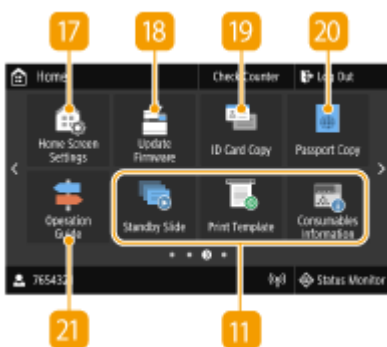 17
18
19
20
Home
Check Counter
Log Out
Home Screen
Settings
Update
Firmware
ID Card Copy
Passport Copy
Operation
Guide
Standby Slide
Print Template
Consumables
Information
7654321
Status Monitor
21
11